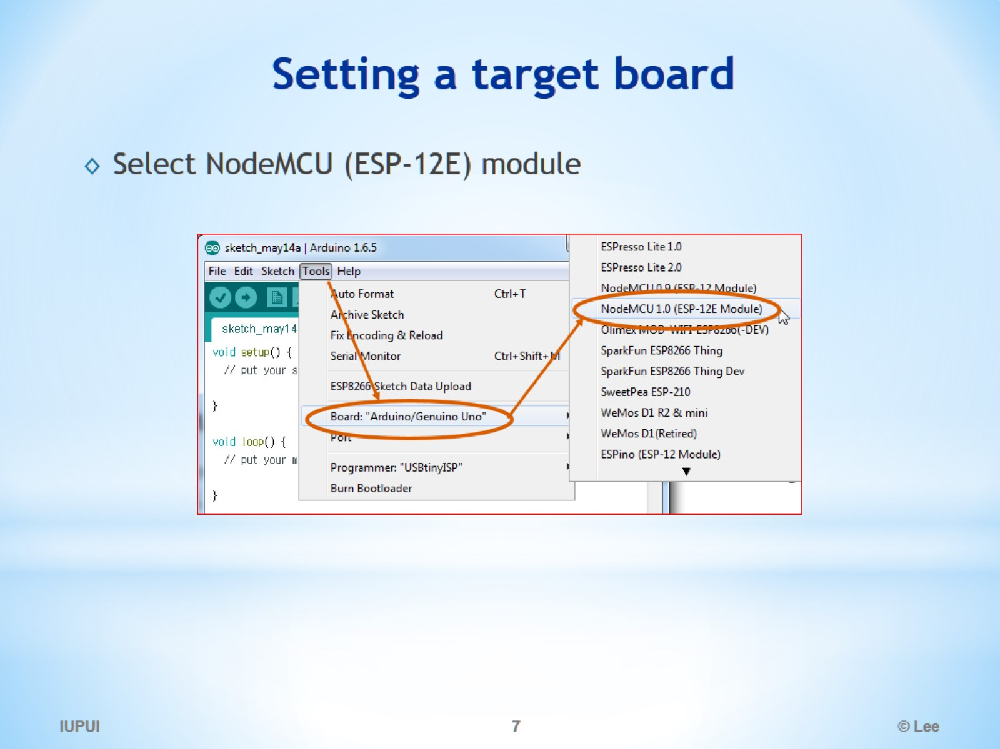 Setting a target board
Select NodeMCU (ESP-12E) module
sketch_may14a | Arduino 1.6.5
File Edit Sketch Tools Help
sketch_may14
void setup() {
// put your s
}
void loop() {
// put your m
}
Auto Format Ctrl+T
Archive Sketch
Fix Encoding & Reload
Serial Monitor Ctrl+Shift+M
ESP8266 Sketch Data Upload
Board: "Arduino/Genuino Uno"
Port
Programmer: "USBtinyISP"
Burn Bootloader
ESPresso Lite 1.0
ESPresso Lite 2.0
NodeMCU 0.9 (ESP-12 Module)
NodeMCU 1.0 (ESP-12E Module)
Olimex MOD-WIFI-ESP8266(-DEV)
SparkFun ESP8266 Thing
SparkFun ESP8266 Thing Dev
SweetPea ESP-210
WeMos D1 R2 & mini
WeMos D1(Retired)
ESPino (ESP-12 Module)
IUPUI 7 © Lee